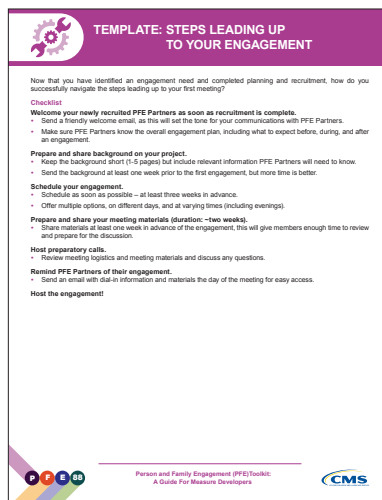 TEMPLATE: STEPS LEADING UP
TO YOUR ENGAGEMENT
Now that you have identified an engagement need and completed planning and recruitment, how do you
successfully navigate the steps leading up to your first meeting?
Checklist
Welcome your newly recruited PFE Partners as soon as recruitment is complete.
• Send a friendly welcome email, as this will set the tone for your communications with PFE Partners.
• Make sure PFE Partners know the overall engagement plan, including what to expect before, during, and after
an engagement.
Prepare and share background on your project.
• Keep the background short (1-5 pages) but include relevant information PFE Partners will need to know.
• Send the background at least one week prior to the first engagement, but more time is better.
Schedule your engagement.
• Schedule as soon as possible – at least three weeks in advance.
• Offer multiple options, on different days, and at varying times (including evenings).
Prepare and share your meeting materials (duration: ~two weeks).
• Share materials at least one week in advance of the engagement, this will give members enough time to review
and prepare for the discussion.
Host preparatory calls.
• Review meeting logistics and meeting materials and discuss any questions.
Remind PFE Partners of their engagement.
• Send an email with dial-in information and materials the day of the meeting for easy access.
Host the engagement!
P F E 88
Person and Family Engagement (PFE)Toolkit:
A Guide For Measure Developers
CMS